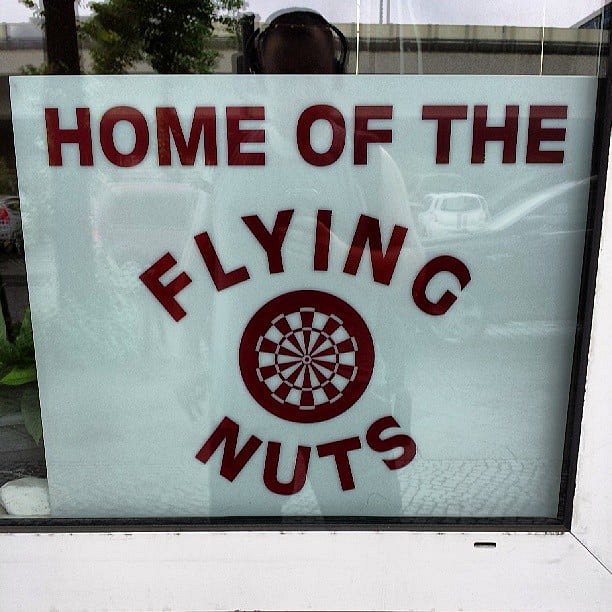 HOME OF THE
FLYING
NUTS